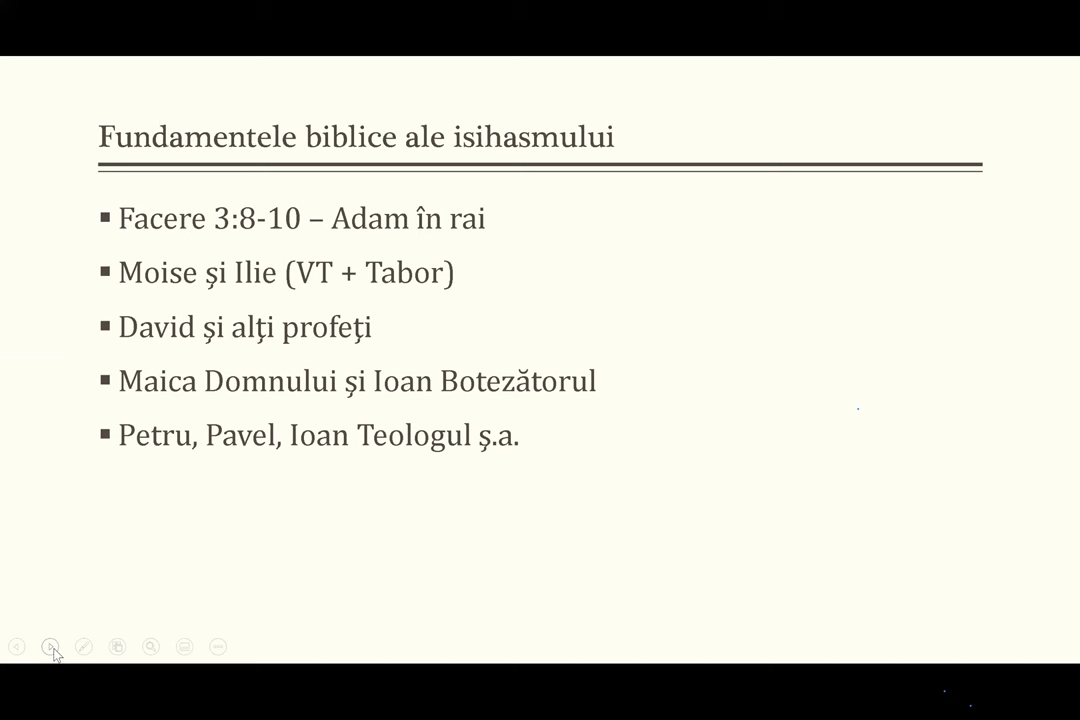 Fundamentele biblice ale isihasmului
▪ Facere 3:8-10 – Adam în rai
▪ Moise şi Ilie (VT + Tabor)
▪ David şi alţi profeţi
▪ Maica Domnului şi Ioan Botezătorul
▪ Petru, Pavel, Ioan Teologul ş.a.